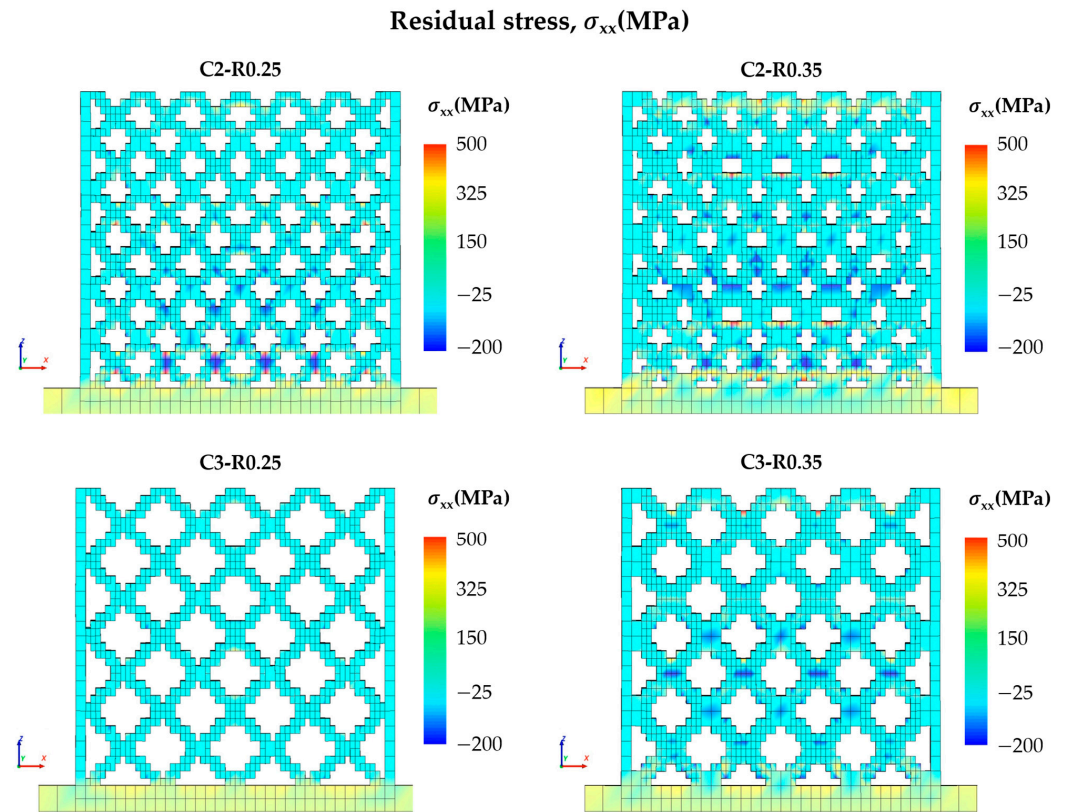 Residual stress, σxx(MPa)
C2-R0.25
σxx(MPa)
500
325
150
−25
−200
Z
Y
X
C2-R0.35
σxx(MPa)
500
325
150
−25
−200
Z
Y
X
C3-R0.25
σxx(MPa)
500
325
150
−25
−200
Z
Y
X
C3-R0.35
σxx(MPa)
500
325
150
−25
−200
Z
Y
X